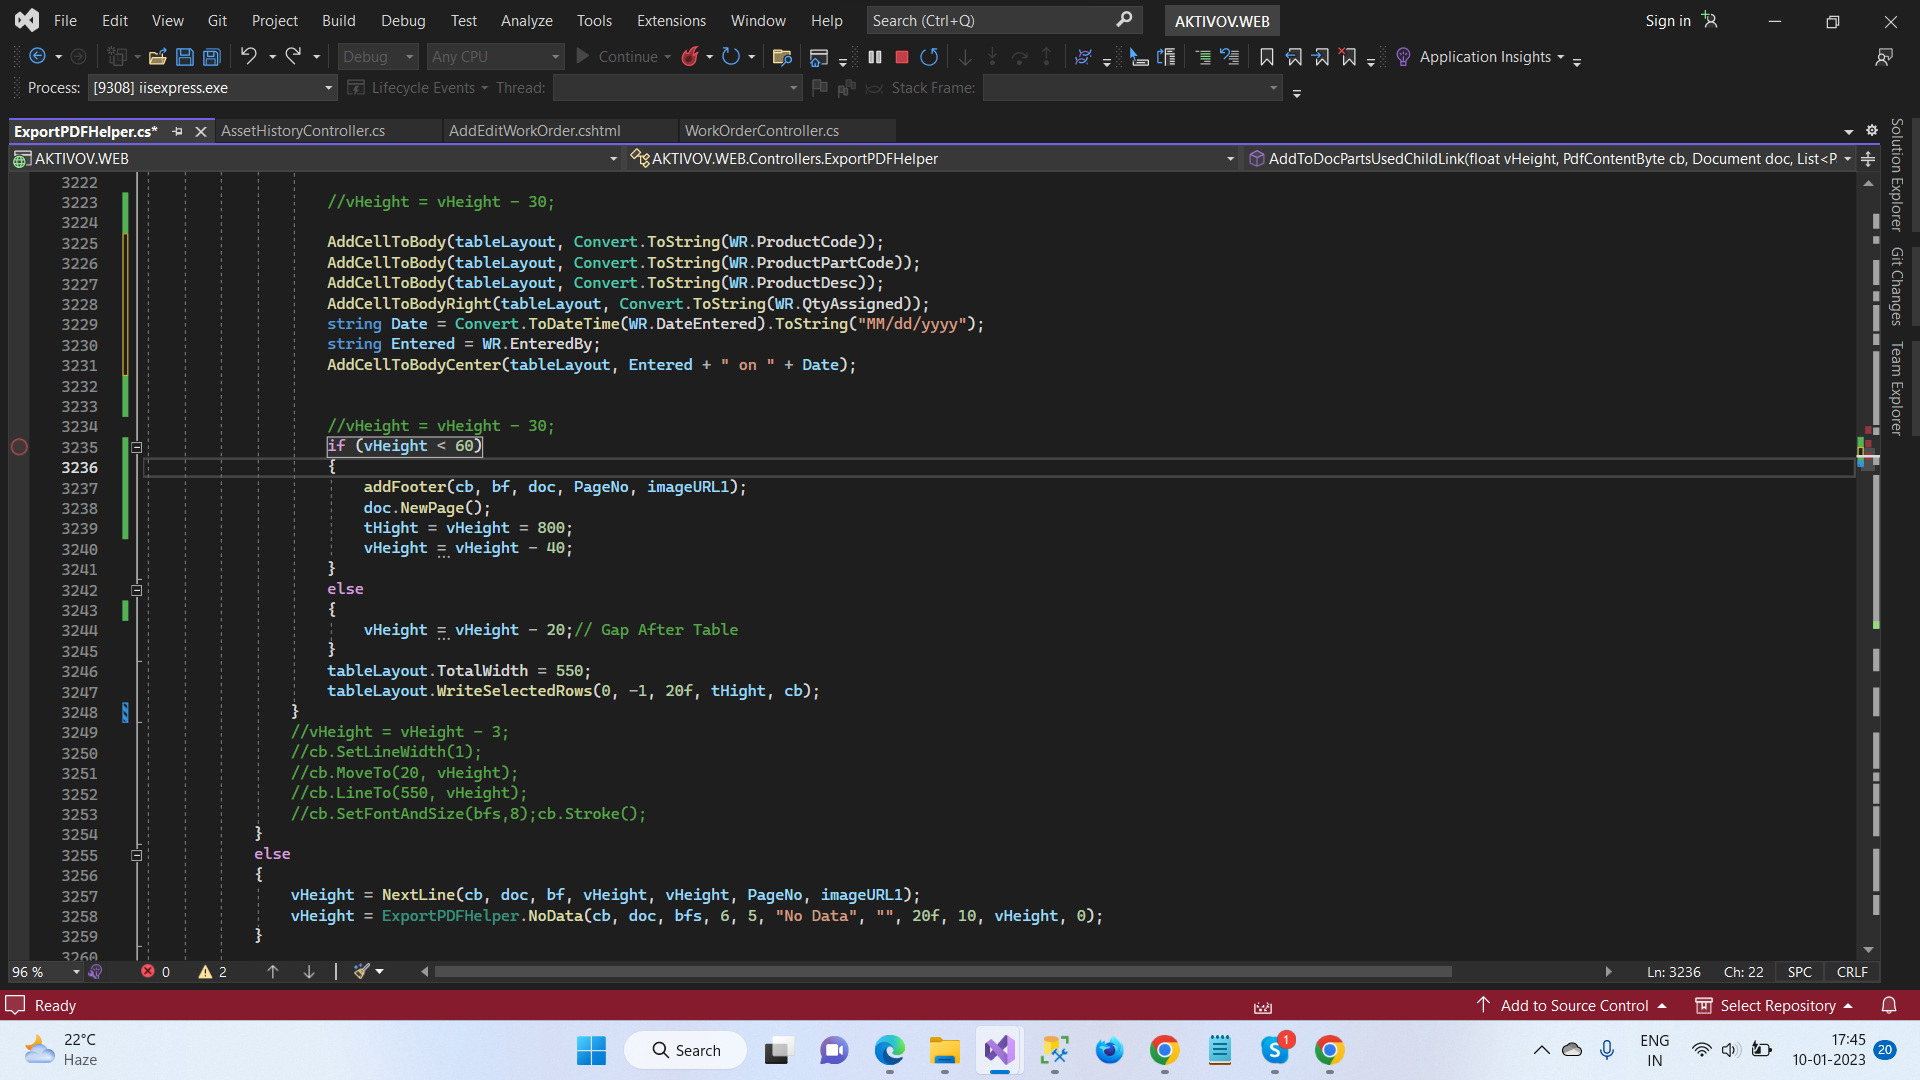 File Edit View Git Project Build Debug Test Analyze Tools Extensions Window Help Search (Ctrl+Q) AKTIVOV.WEB Sign in
Debug Any CPU Continue Application Insights
Process: [9308] iisexpress.exe Lifecycle Events Thread: Stack Frame:
ExportPDFHelper.cs* AssetHistoryController.cs AddEditWorkOrder.cshtml WorkOrderController.cs
AKTIVOV.WEB AKTIVOV.WEB.Controllers.ExportPDFHelper AddToDocPartsUsedChildLink(float vHeight, PdfContentByte cb, Document doc, List<P
Solution Explorer
Git Changes
Team Explorer
3222
3223 //vHeight = vHeight - 30;
3224
3225 AddCellToBody(tableLayout, Convert.ToString(WR.ProductCode));
3226 AddCellToBody(tableLayout, Convert.ToString(WR.ProductPartCode));
3227 AddCellToBody(tableLayout, Convert.ToString(WR.ProductDesc));
3228 AddCellToBodyRight(tableLayout, Convert.ToString(WR.QtyAssigned));
3229 string Date = Convert.ToDateTime(WR.DateEntered).ToString("MM/dd/yyyy");
3230 string Entered = WR.EnteredBy;
3231 AddCellToBodyCenter(tableLayout, Entered + " on " + Date);
3232
3233
3234 //vHeight = vHeight - 30;
3235 if (vHeight < 60)
3236 {
3237 addFooter(cb, bf, doc, PageNo, imageURL1);
3238 doc.NewPage();
3239 tHight = vHeight = 800;
3240 vHeight = vHeight - 40;
3241 }
3242 else
3243 {
3244 vHeight = vHeight - 20;// Gap After Table
3245 }
3246 tableLayout.TotalWidth = 550;
3247 tableLayout.WriteSelectedRows(0, -1, 20f, tHight, cb);
3248 }
3249 //vHeight = vHeight - 3;
3250 //cb.SetLineWidth(1);
3251 //cb.MoveTo(20, vHeight);
3252 //cb.LineTo(550, vHeight);
3253 //cb.SetFontAndSize(bfs,8);cb.Stroke();
3254 }
3255 else
3256 {
3257 vHeight = NextLine(cb, doc, bf, vHeight, vHeight, PageNo, imageURL1);
3258 vHeight = ExportPDFHelper.NoData(cb, doc, bfs, 6, 5, "No Data", "", 20f, 10, vHeight, 0);
3259 }
3260
96 % 0 2 Ln: 3236 Ch: 22 SPC CRLF
Ready Add to Source Control Select Repository
22°C
Haze
Search
1
ENG
IN
17:45
10-01-2023
20